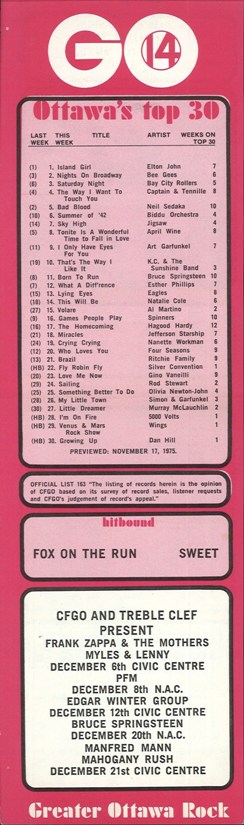 GO
14
Ottawa's top 30
LAST WEEK THIS WEEK TITLE ARTIST WEEKS ON TOP 30
(1) 1. Island Girl Elton John 7
(3) 2. Nights On Broadway Bee Gees 6
(6) 3. Saturday Night Bay City Rollers 5
(4) 4. The Way I Want To Touch You Captain & Tennille 8
(2) 5. Bad Blood Neil Sedaka 10
(10) 6. Summer of '42 Biddu Orchestra 4
(14) 7. Sky High Jigsaw 4
(5) 8. Tonite Is A Wonderful Time to Fall in Love April Wine 8
(11) 9. I Only Have Eyes For You Art Garfunkel 7
(19) 10. That's The Way I Like It K.C. & The Sunshine Band 3
11. Born To Run Bruce Springsteen 10
(7) 12. What A Diff'rence Esther Phillips 7
(15) 13. Lying Eyes Eagles 8
(18) 14. This Will Be Natalie Cole 6
(27) 15. Volare Al Martino 2
(9) 16. Games People Play Spinners 10
(16) 17. The Homecoming Hagood Hardy 12
(21) 18. Miracles Jefferson Starship 7
(24) 19. Crying Crying Nanette Workman 6
(12) 20. Who Loves You Four Seasons 9
(13) 21. Brazil Ritchie Family 9
(HB) 22. Fly Robin Fly Silver Convention 1
(20) 23. Love Me Now Gino Vanelli 9
(29) 24. Sailing Rod Stewart 2
(25) 25. Something Better To Do Olivia Newton-John 4
26. My Little Town Simon & Garfunkel 3
(30) 27. Little Dreamer Murray McLauchlin 2
(HB) 28. I'm On Fire 5000 Volts 1
(HB) 29. Venus & Mars Rock Show Wings 1
(HB) 30. Growing Up Dan Hill 1
PREVIEWED: NOVEMBER 17, 1975.
OFFICIAL LIST 163 "The listing of records herein is the opinion
of CFGO based on its survey of record sales, listener requests
and CFGO's judgement of record's appeal."
hitbound
FOX ON THE RUN SWEET
CFGO AND TREBLE CLEF
PRESENT
FRANK ZAPPA & THE MOTHERS
MYLES & LENNY
DECEMBER 6th CIVIC CENTRE
PFM
DECEMBER 8th N.A.C.
EDGAR WINTER GROUP
DECEMBER 12th CIVIC CENTRE
BRUCE SPRINGSTEEN
DECEMBER 20th N.A.C.
MANFRED MANN
MAHOGANY RUSH
DECEMBER 21st CIVIC CENTRE
Greater Ottawa Rock